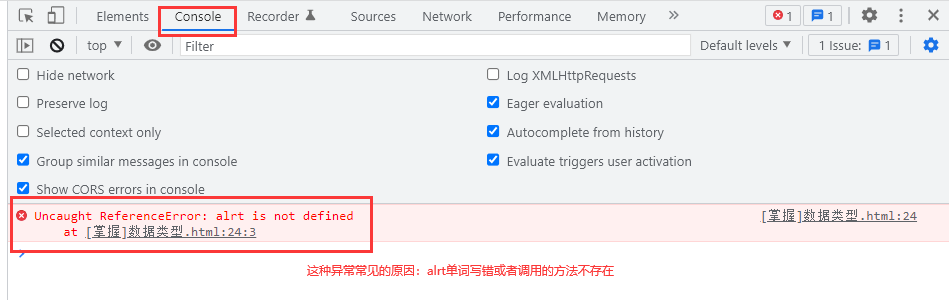 Elements Console Recorder Sources Network Performance Memory » 1 1
top ▼ Filter Default levels ▼ 1 Issue: 1
Hide network Log XMLHttpRequests
Preserve log Eager evaluation
Selected context only Autocomplete from history
Group similar messages in console Evaluate triggers user activation
Show CORS errors in console
Uncaught ReferenceError: alrt is not defined [掌握]数据类型.html:24
at [掌握]数据类型.html:24:3
这种异常常见的原因：alrt单词写错或者调用的方法不存在